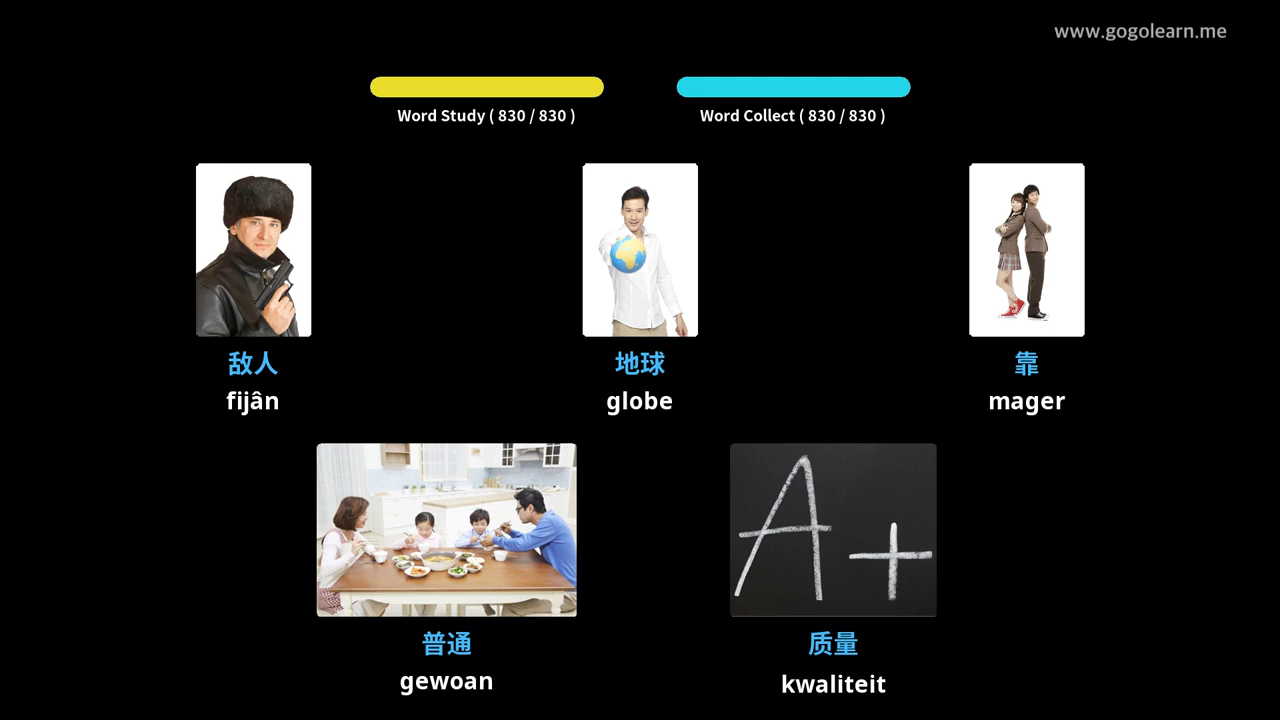 www.gogolearn.me
Word Study ( 830 / 830 )
Word Collect ( 830 / 830 )
敌人
fijân
地球
globe
靠
mager
普通
gewoan
A+
质量
kwaliteit